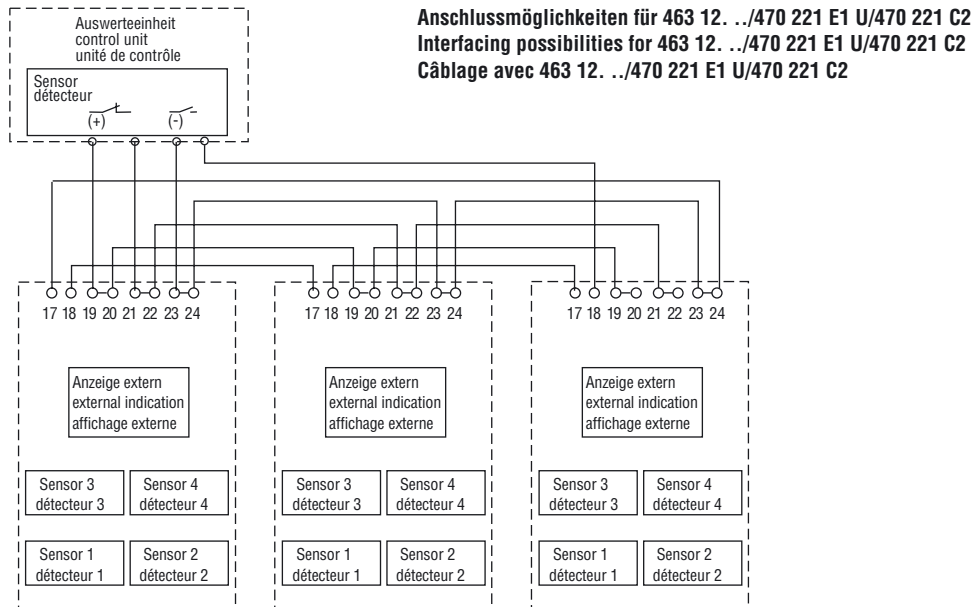 Auswerteeinheit
control unit
unité de contrôle
Sensor
détecteur
(+) (-)
Anschlussmöglichkeiten für 463 12. ../470 221 E1 U/470 221 C2
Interfacing possibilities for 463 12. ../470 221 E1 U/470 221 C2
Câblage avec 463 12. ../470 221 E1 U/470 221 C2
17 18 19 20 21 22 23 24
Anzeige extern
external indication
affichage externe
Sensor 3
détecteur 3
Sensor 4
détecteur 4
Sensor 1
détecteur 1
Sensor 2
détecteur 2
17 18 19 20 21 22 23 24
Anzeige extern
external indication
affichage externe
Sensor 3
détecteur 3
Sensor 4
détecteur 4
Sensor 1
détecteur 1
Sensor 2
détecteur 2
17 18 19 20 21 22 23 24
Anzeige extern
external indication
affichage externe
Sensor 3
détecteur 3
Sensor 4
détecteur 4
Sensor 1
détecteur 1
Sensor 2
détecteur 2